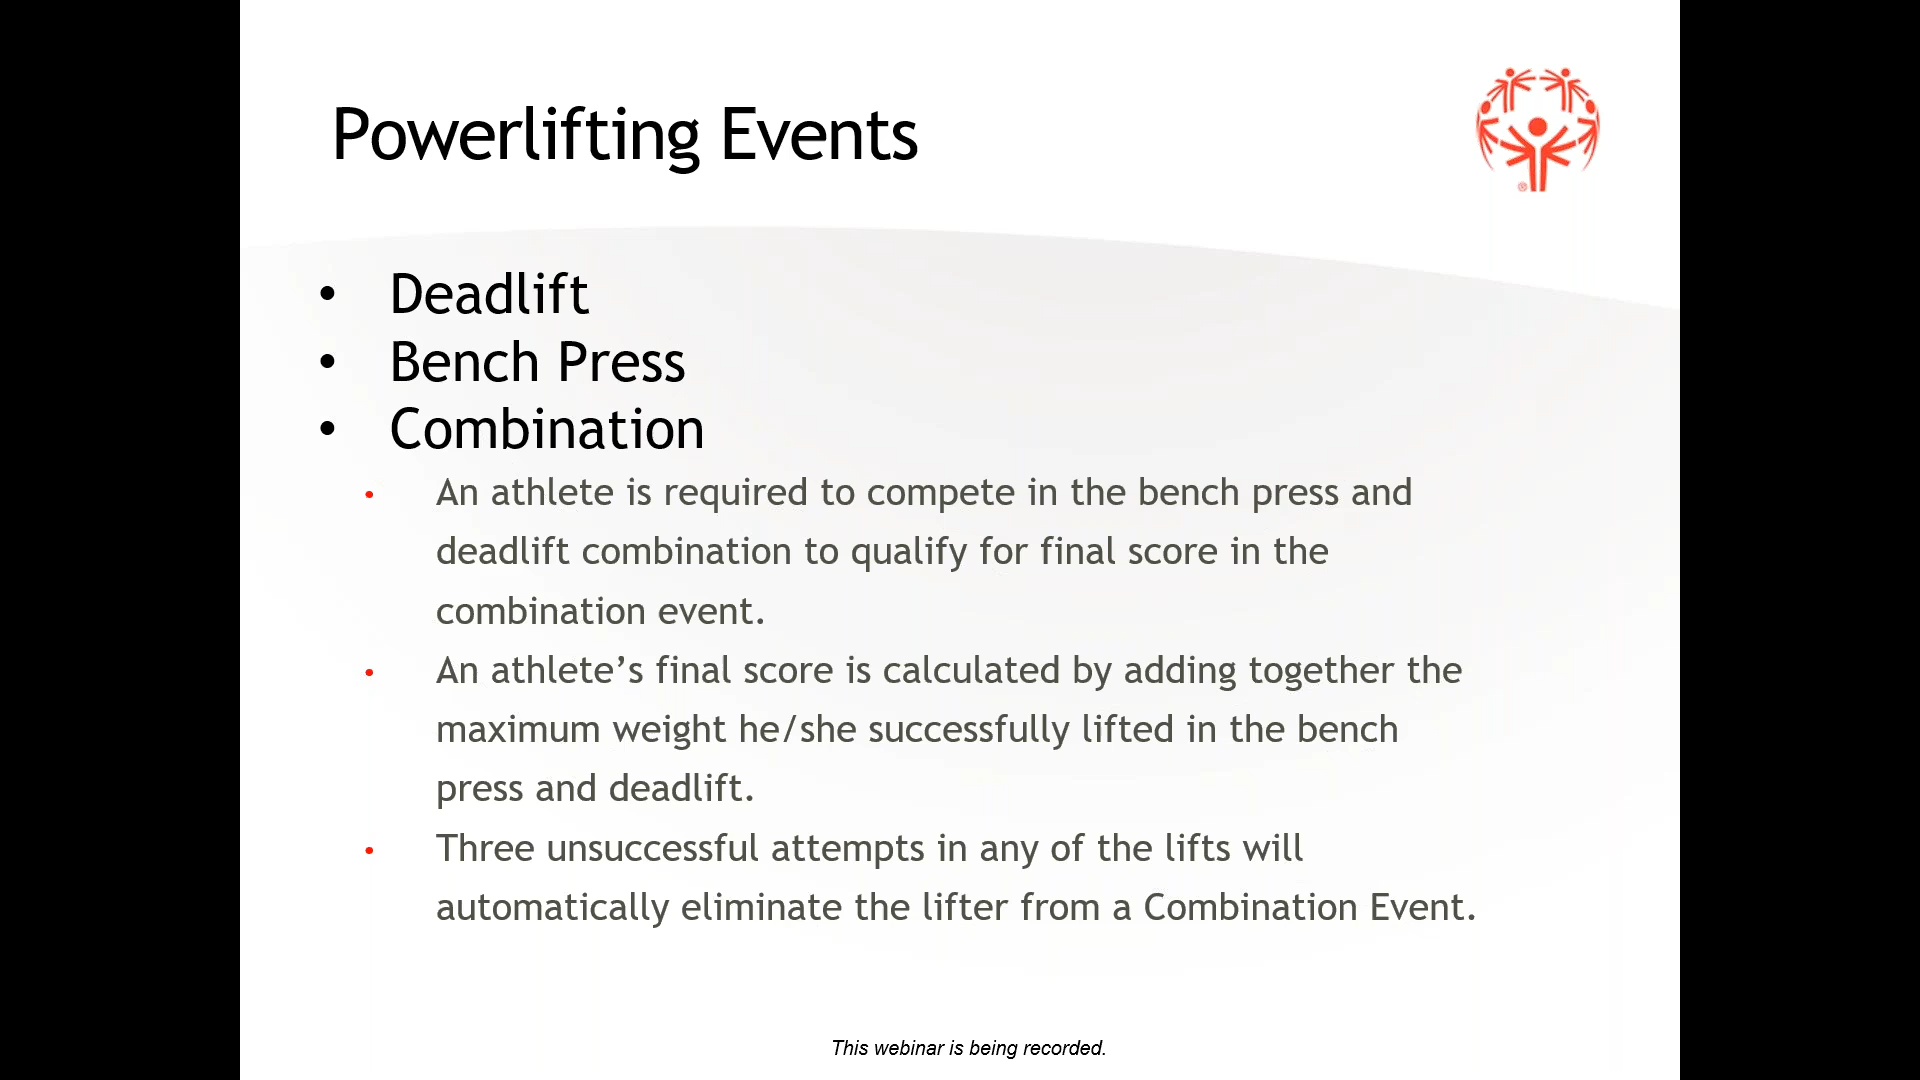 Powerlifting Events
®
• Deadlift
• Bench Press
• Combination
• An athlete is required to compete in the bench press and
deadlift combination to qualify for final score in the
combination event.
• An athlete’s final score is calculated by adding together the
maximum weight he/she successfully lifted in the bench
press and deadlift.
• Three unsuccessful attempts in any of the lifts will
automatically eliminate the lifter from a Combination Event.
This webinar is being recorded.